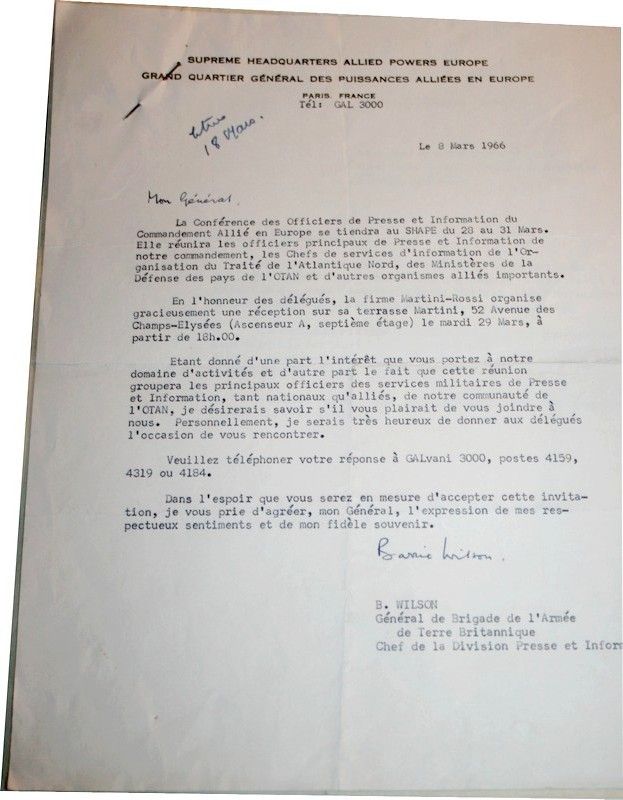 SUPREME HEADQUARTERS ALLIED POWERS EUROPE
GRAND QUARTIER GÉNÉRAL DES PUISSANCES ALLIÉES EN EUROPE
PARIS, FRANCE
Tél: GAL 3000
18 Mars.
Le 8 Mars 1966
Mon Général,
La Conférence des Officiers de Presse et Information du
Commandement Allié en Europe se tiendra au SHAPE du 28 au 31 Mars.
Elle réunira les officiers principaux de Presse et Information de
notre commandement, les Chefs de services d'information de l'Or-
ganisation du Traité de l'Atlantique Nord, des Ministères de la
Défense des pays de l'OTAN et d'autres organismes alliés importants.
En l'honneur des délégués, la firme Martini-Rossi organise
gracieusement une réception sur sa terrasse Martini, 52 Avenue des
Champs-Elysées (Ascenseur A, septième étage) le mardi 29 Mars, à
partir de 18h.00.
Etant donné d'une part l'intérêt que vous portez à notre
domaine d'activités et d'autre part le fait que cette réunion
groupera les principaux officiers des services militaires de Presse
et Information, tant nationaux qu'alliés, de notre communauté de
l'OTAN, je désirerais savoir s'il vous plairait de vous joindre à
nous. Personnellement, je serais très heureux de donner aux délégués
l'occasion de vous rencontrer.
Veuillez téléphoner votre réponse à GALvani 3000, postes 4159,
4319 ou 4184.
Dans l'espoir que vous serez en mesure d'accepter cette invita-
tion, je vous prie d'agréer, mon Général, l'expression de mes res-
pectueux sentiments et de mon fidèle souvenir.
Barrie Wilson.
B. WILSON
Général de Brigade de l'Armée
de Terre Britannique
Chef de la Division Presse et Inform